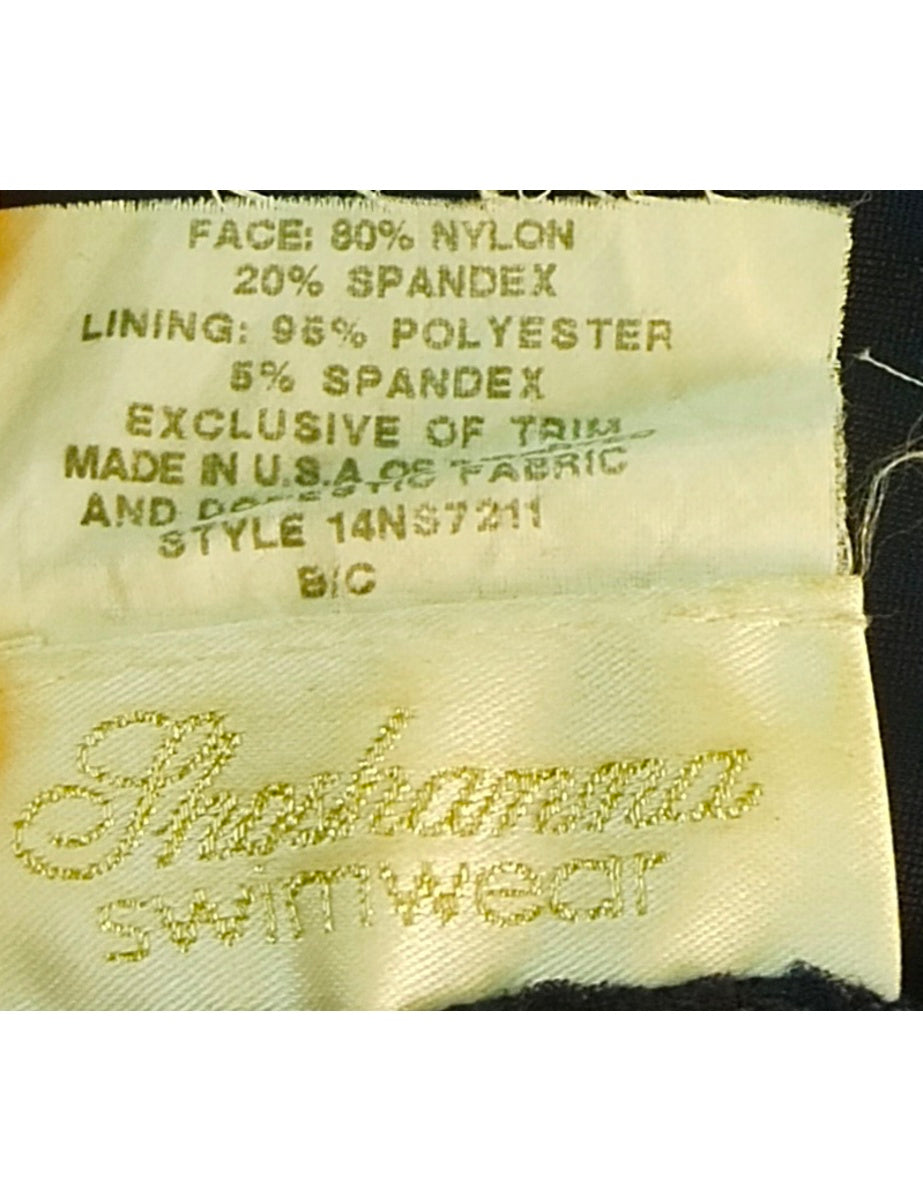 FACE: 80% NYLON
20% SPANDEX
LINING: 95% POLYESTER
5% SPANDEX
EXCLUSIVE OF TRIM
MADE IN U.S.A OF FABRIC
AND
STYLE 14NS7211
B/C
Shoshanna
swimwear